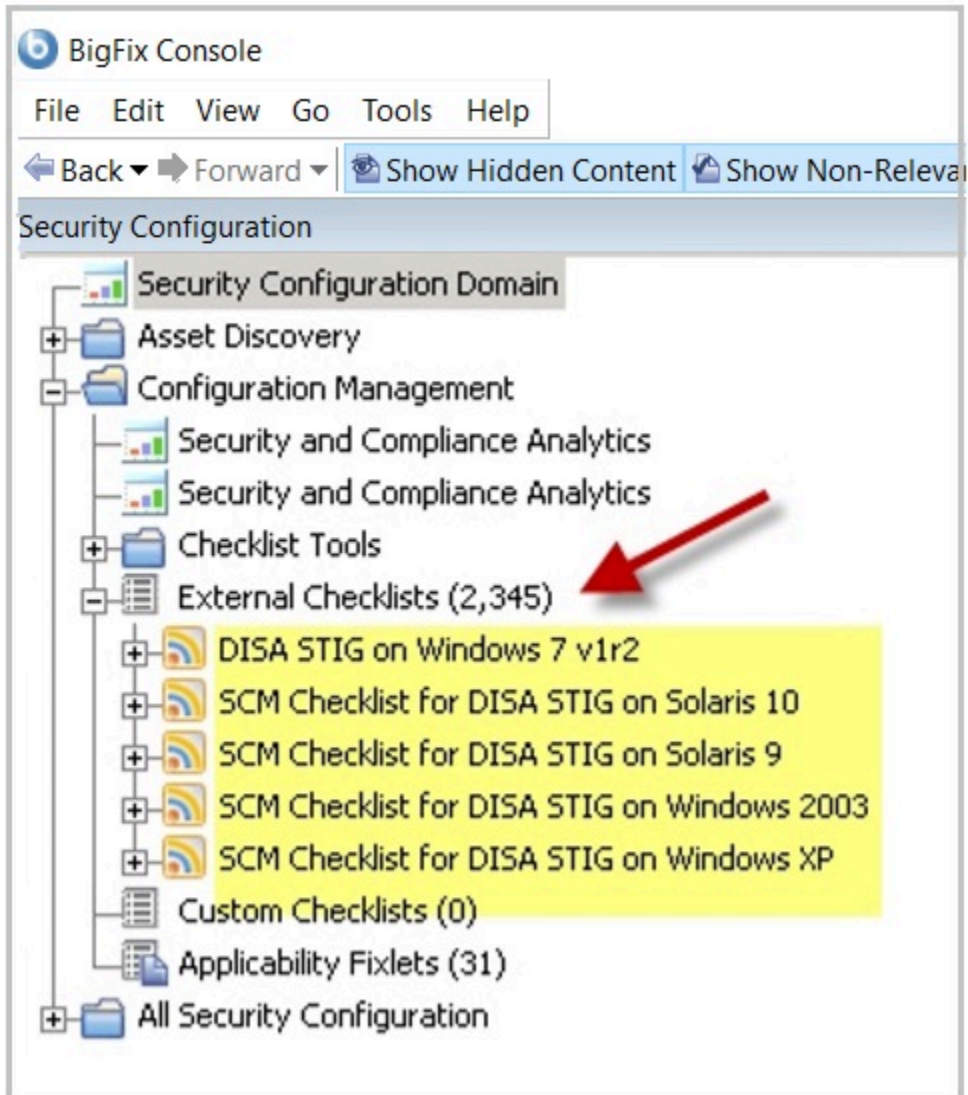 BigFix Console
File Edit View Go Tools Help
Back Forward Show Hidden Content Show Non-Relevan
Security Configuration
Security Configuration Domain
Asset Discovery
Configuration Management
Security and Compliance Analytics
Security and Compliance Analytics
Checklist Tools
External Checklists (2,345)
DISA STIG on Windows 7 v1r2
SCM Checklist for DISA STIG on Solaris 10
SCM Checklist for DISA STIG on Solaris 9
SCM Checklist for DISA STIG on Windows 2003
SCM Checklist for DISA STIG on Windows XP
Custom Checklists (0)
Applicability Fixlets (31)
All Security Configuration